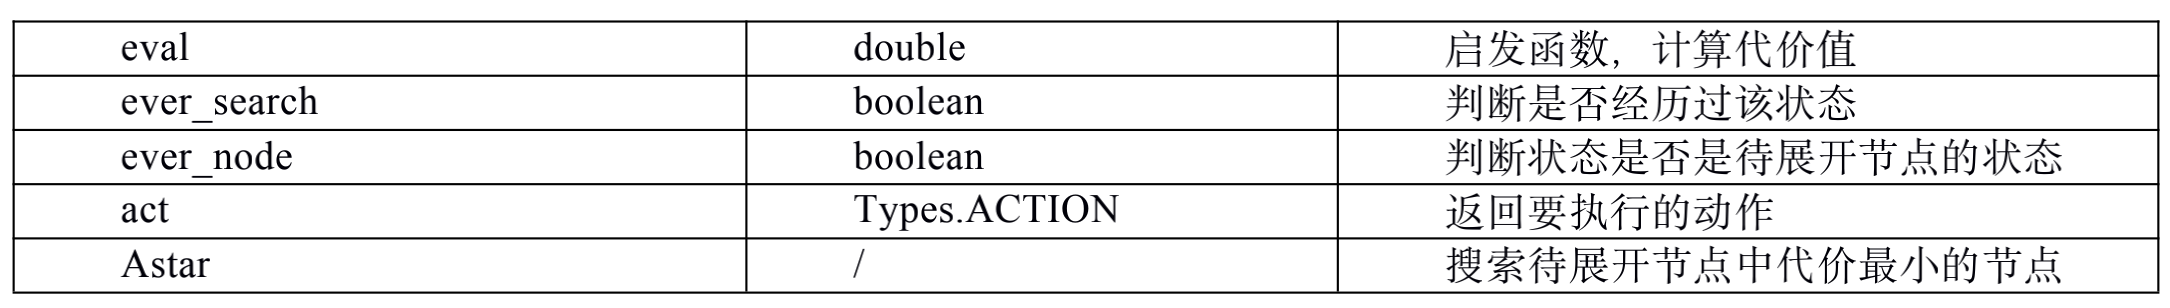 eval double 启发函数，计算代价值
ever_search boolean 判断是否经历过该状态
ever_node boolean 判断状态是否是待展开节点的状态
act Types.ACTION 返回要执行的动作
Astar / 搜索待展开节点中代价最小的节点